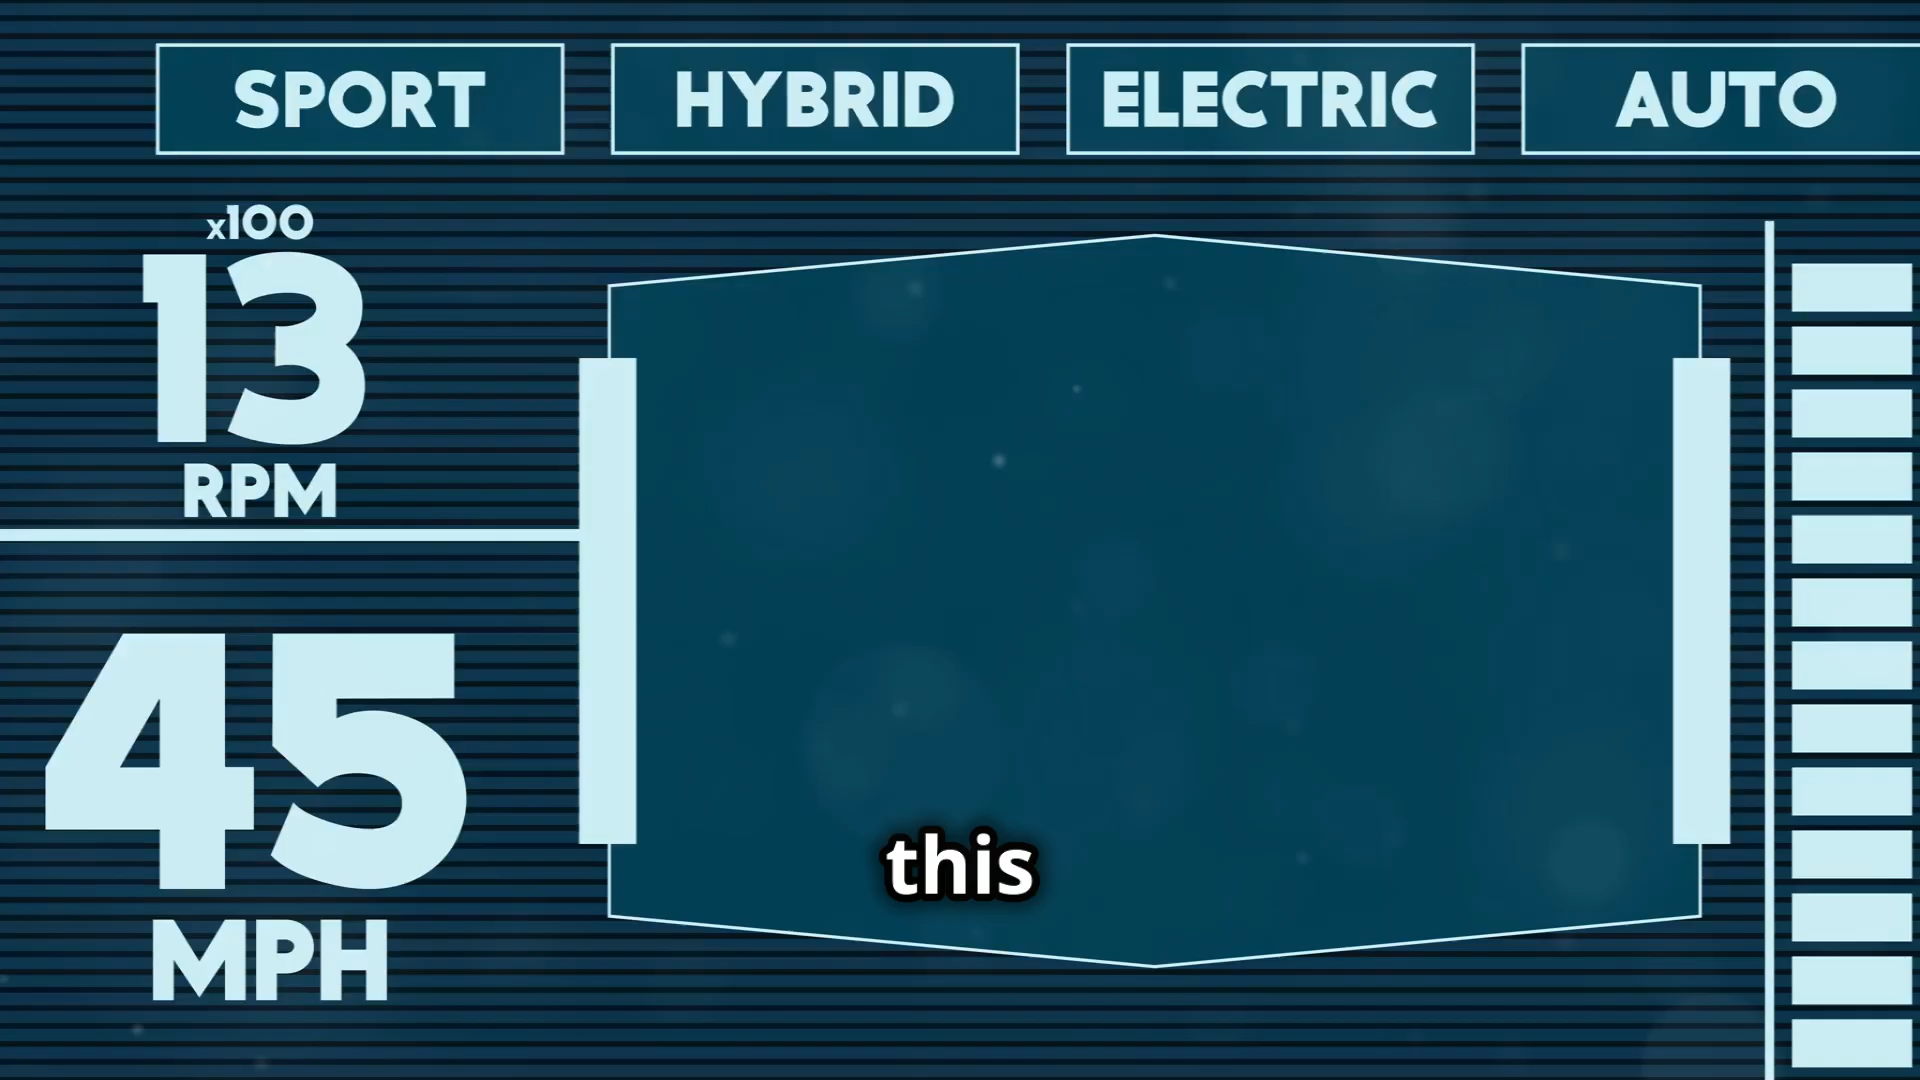 SPORT
HYBRID
ELECTRIC
AUTO
x100
13
RPM
45
MPH
this